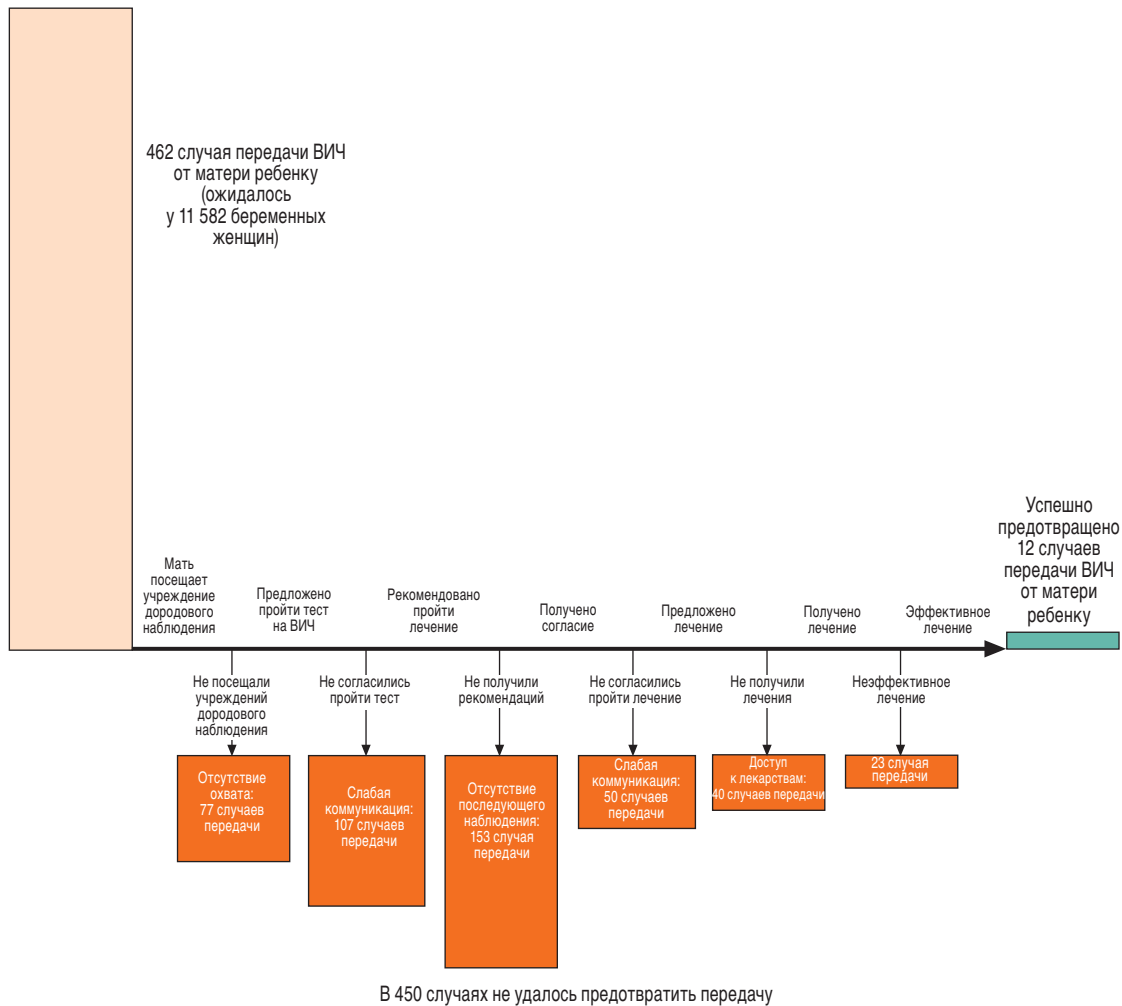 462 случая передачи ВИЧ
от матери ребенку
(ожидалось
у 11 582 беременных
женщин)
Успешно
предотвращено
12 случаев
передачи ВИЧ
от матери
ребенку
Мать
посещает
учреждение
дородового
наблюдения
Предложено
пройти тест
на ВИЧ
Рекомендовано
пройти
лечение
Получено
согласие
Предложено
лечение
Получено
лечение
Эффективное
лечение
Не посещали
учреждений
дородового
наблюдения
Не согласились
пройти тест
Не получили
рекомендаций
Не согласились
пройти лечение
Не получили
лечения
Неэффективное
лечение
Отсутствие
охвата:
77 случаев
передачи
Слабая
коммуникация:
107 случаев
передачи
Отсутствие
последующего
наблюдения:
153 случая
передачи
Слабая
коммуникация:
50 случаев
передачи
Доступ
к лекарствам:
40 случаев передачи
23 случая
передачи
В 450 случаях не удалось предотвратить передачу